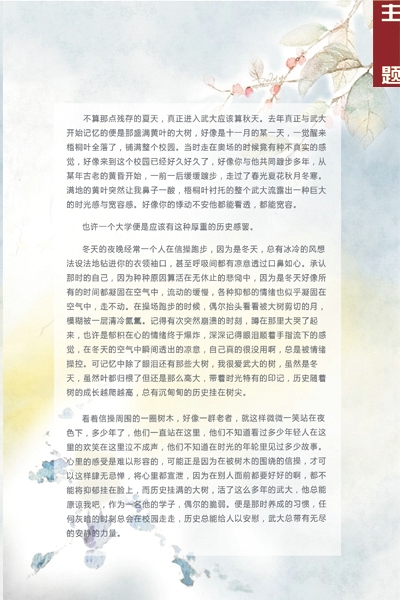 主
题
不算那点残存的夏天，真正进入武大应该算秋天。去年真正与武大
开始记忆的便是那盛满黄叶的大树，好像是十一月的某一天，一觉醒来
梧桐叶全落了，铺满整个校园。当时走在奥场的时候竟有种不真实的感
觉，好像来到这个校园已经好久好久了，好像你与他共同踱步多年，从
某年古老的黄昏开始，一前一后缓缓踱步，走过了春光夏花秋月冬寒。
满地的黄叶突然让我鼻子一酸，梧桐叶衬托的整个武大流露出一种巨大
的时光感与宽容感。好像你的悸动不安他都能看透，都能宽容。
也许一个大学便是应该有这种厚重的历史感罢。
冬天的夜晚经常一个人在信操跑步，因为是冬天，总有冰冷的风想
法设法地钻进你的衣领袖口，甚至呼吸间都有凉意透过口鼻如心。承认
那时的自己，因为种种原因算活在无休止的悲恸中，因为是冬天好像所
有的时间都凝固在空气中，流动的缓慢，各种抑郁的情绪也似乎凝固在
空气中，走不动。在操场跑步的时候，偶尔抬头看看被大树剪切的月，
模糊被一层清冷氤氲。记得有次突然崩溃的时刻，蹲在那里大哭了起
来，也许是郁积在心的情绪终于爆炸，深深记得眼泪顺着手指流下的感
觉，在冬天的空气中瞬间透出的凉意，自己真的很没用啊，总是被情绪
操控。可记忆中除了眼泪还有那些大树，我很爱武大的树，虽然是冬
天，虽然叶都归根了但还是那么高大，带着时光特有的印记，历史随着
树的成长越爬越高，总有沉甸甸的历史挂在树尖。
看着信操周围的一圈树木，好像一群老者，就这样微微一笑站在夜
色下，多少年了，他们一直站在这里，他们不知道看过多少年轻人在这
里的欢笑在这里泣不成声，他们不知道在时光的年轮里见过多少故事。
心里的感受是难以形容的，可能正是因为在被树木的围绕的信操，才可
以这样肆无忌惮，将心里都宣泄，因为在别人面前都要好好的啊，都不
能将抑郁挂在脸上，而历史挂满的大树，活了这么多年的武大，他总能
原谅我吧，作为一名他的学子，偶尔的脆弱。便是那时养成的习惯，任
何灰暗的时刻总会在校园走走，历史总能给人以安慰，武大总带有无尽
的安静的力量。